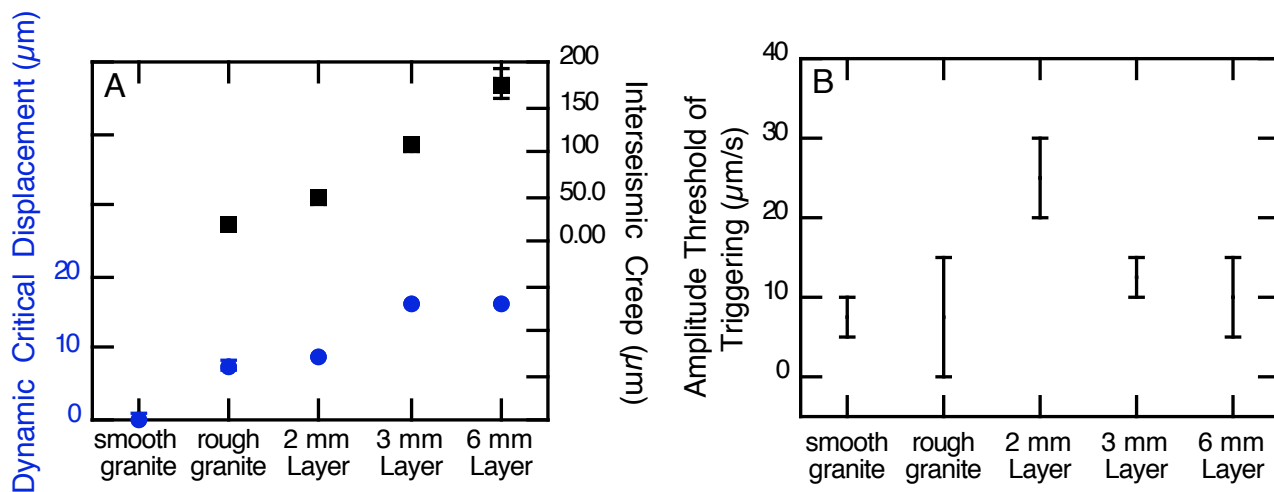 Dynamic Critical Displacement (μm)
A
20
10
0
200
150
100
50.0
0.00
Interseismic Creep (μm)
smooth granite
rough granite
2 mm Layer
3 mm Layer
6 mm Layer
Amplitude Threshold of
Triggering (μm/s)
B
40
30
20
10
0
smooth granite
rough granite
2 mm Layer
3 mm Layer
6 mm Layer